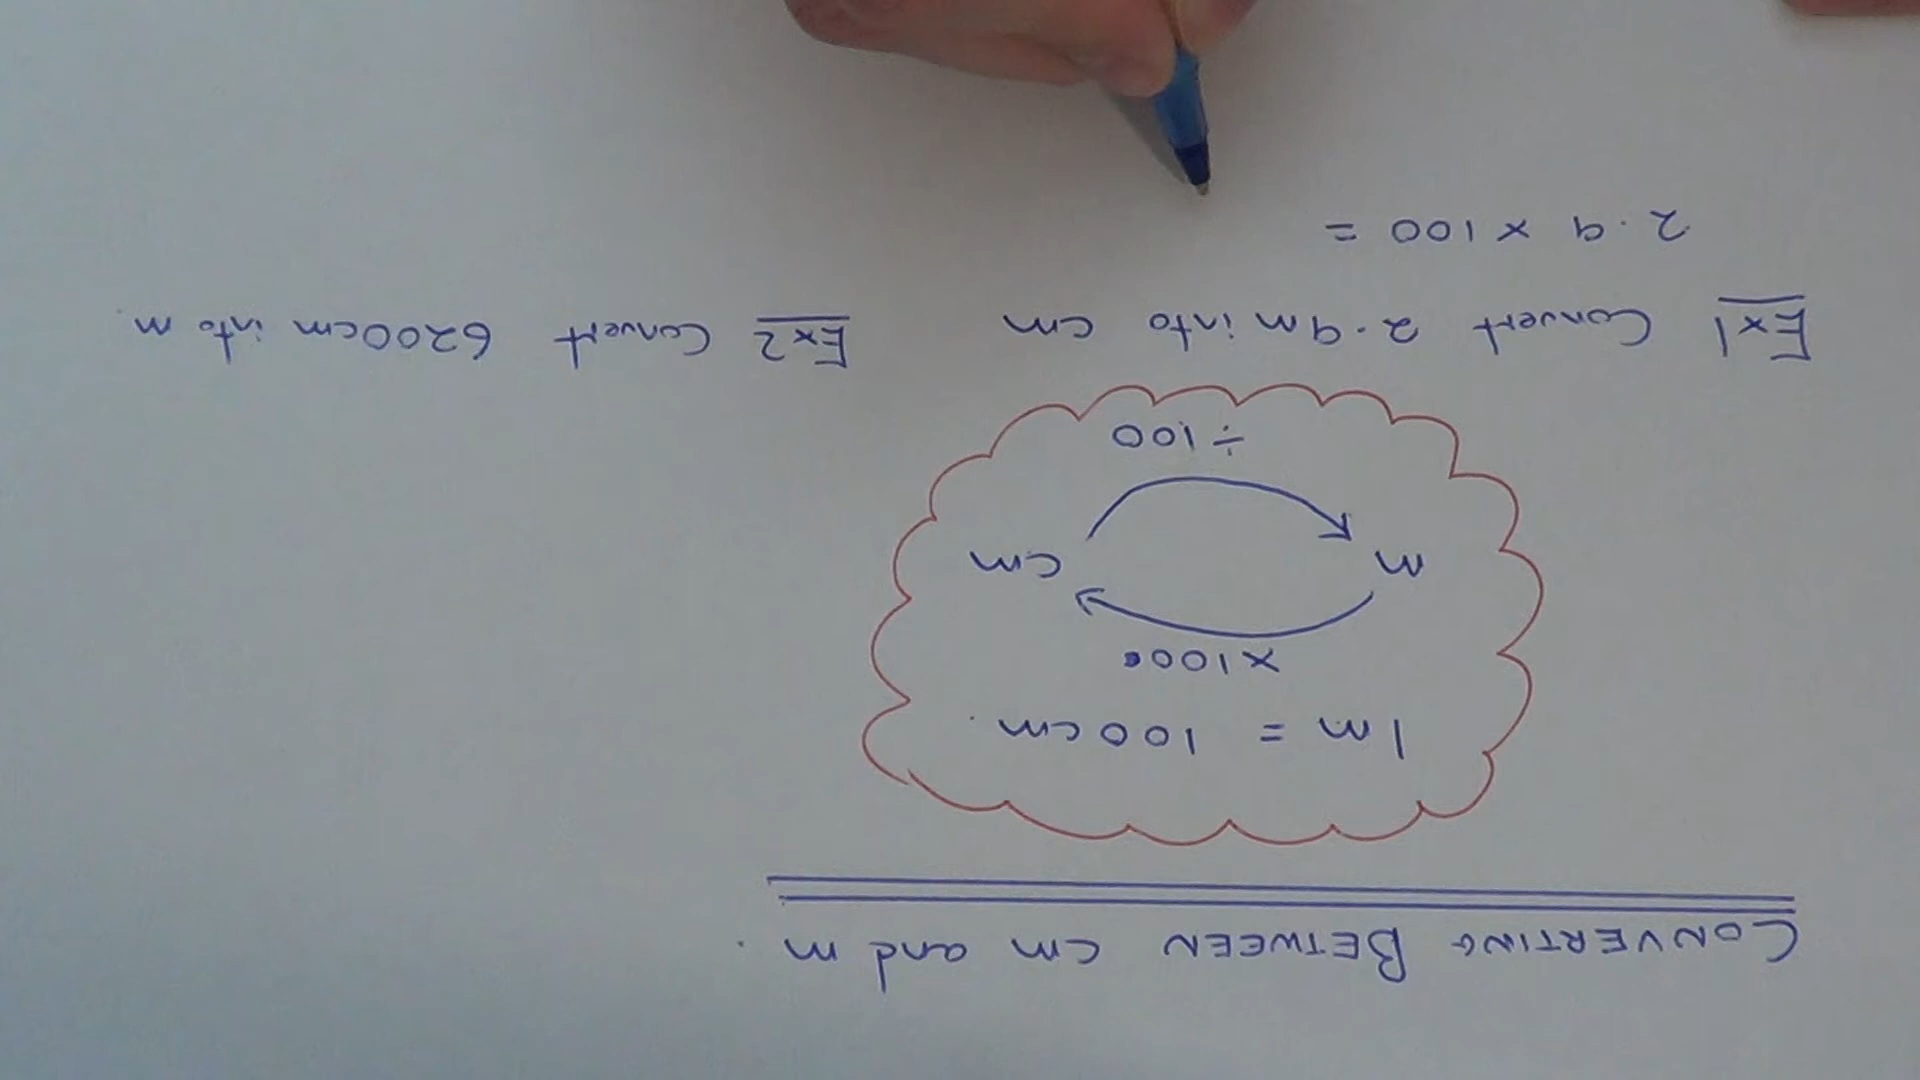 CONVERTING BETWEEN cm and m.
1m = 100cm.
×100
m cm
÷100
Ex1 Convert 2.9m into cm
2.9 × 100 =
Ex2 Convert 6200cm into m.